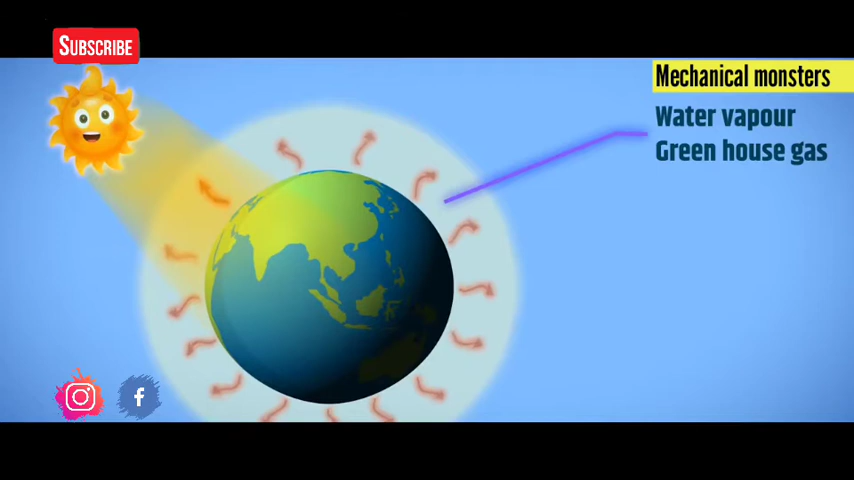 SUBSCRIBE
Mechanical monsters
Water vapour
Green house gas
f